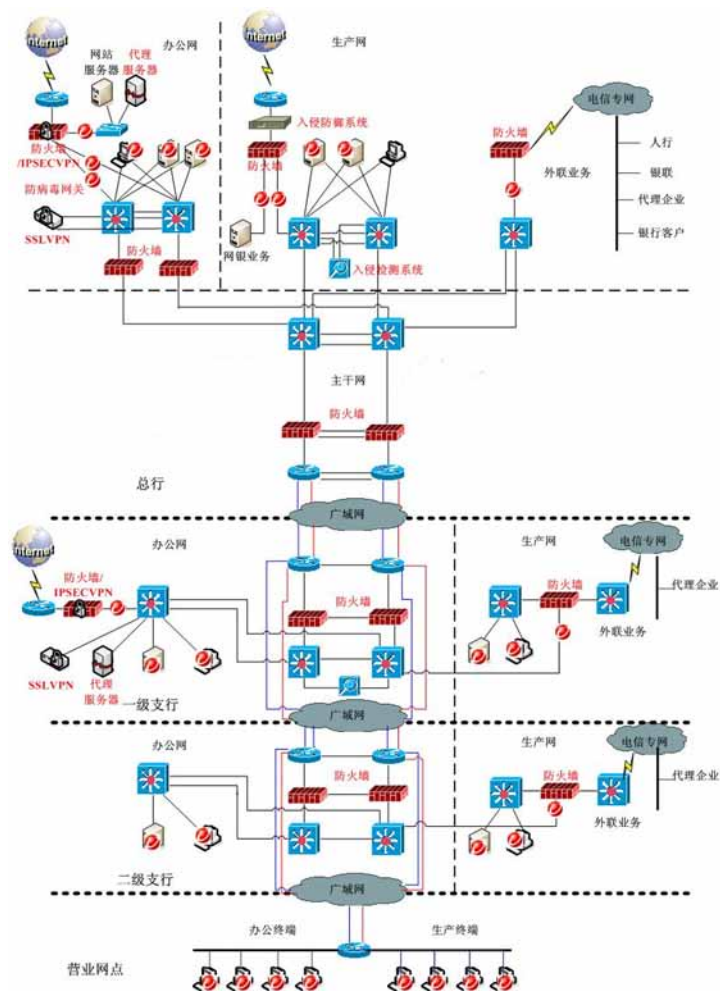 Internet
网站
服务器
代理
服务器
办公网
防火墙
/IPSECVPN
防病毒网关
SSLVPN
防火墙
Internet
生产网
入侵防御系统
防火墙
网银业务
入侵检测系统
防火墙
外联业务
电信专网
人行
银联
代理企业
银行客户
主干网
防火墙
总行
广域网
Internet
办公网
防火墙/
IPSECVPN
SSLVPN
代理
服务器
一级支行
防火墙
生产网
防火墙
外联业务
电信专网
代理企业
广域网
办公网
二级支行
防火墙
生产网
防火墙
外联业务
电信专网
代理企业
广域网
办公终端
生产终端
营业网点